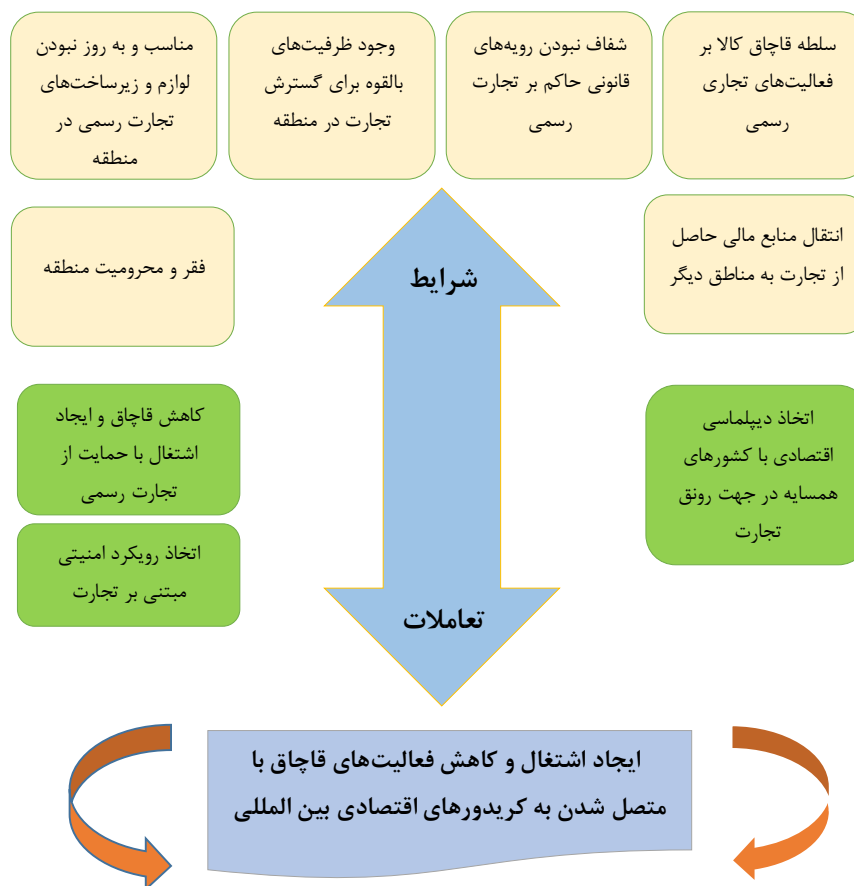 سلطه قاچاق کالا بر
فعالیت‌های تجاری
رسمی
شفاف نبودن رویه‌های
قانونی حاکم بر تجارت
رسمی
وجود ظرفیت‌های
بالقوه برای گسترش
تجارت در منطقه
مناسب و به روز نبودن
لوازم و زیرساخت‌های
تجارت رسمی در
منطقه
انتقال منابع مالی حاصل
از تجارت به مناطق دیگر
شرایط
فقر و محرومیت منطقه
اتخاذ دیپلماسی
اقتصادی با کشورهای
همسایه در جهت رونق
تجارت
کاهش قاچاق و ایجاد
اشتغال با حمایت از
تجارت رسمی
اتخاذ رویکرد امنیتی
مبتنی بر تجارت
تعاملات
ایجاد اشتغال و کاهش فعالیت‌های قاچاق با
متصل شدن به کریدورهای اقتصادی بین المللی